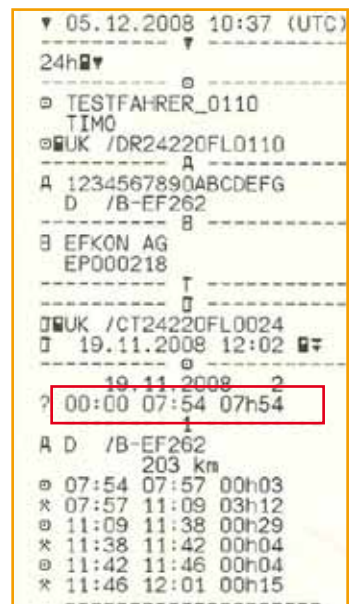 ▼ 05.12.2008 10:37 (UTC)
24h▼
TESTFAHRER_0110
TIMO
UK /DR24220FL0110
A
A 1234567890ABCDEFG
D /B-EF262
B
B EFKON AG
EP000218
T
UK /CT24220FL0024
T 19.11.2008 12:02
19.11.2008 2
? 00:00 07:54 07h54
1
A D /B-EF262
203 km
⊙ 07:54 07:57 00h03
* 07:57 11:09 03h12
⊙ 11:09 11:38 00h29
* 11:38 11:42 00h04
⊙ 11:42 11:46 00h04
* 11:46 12:01 00h15